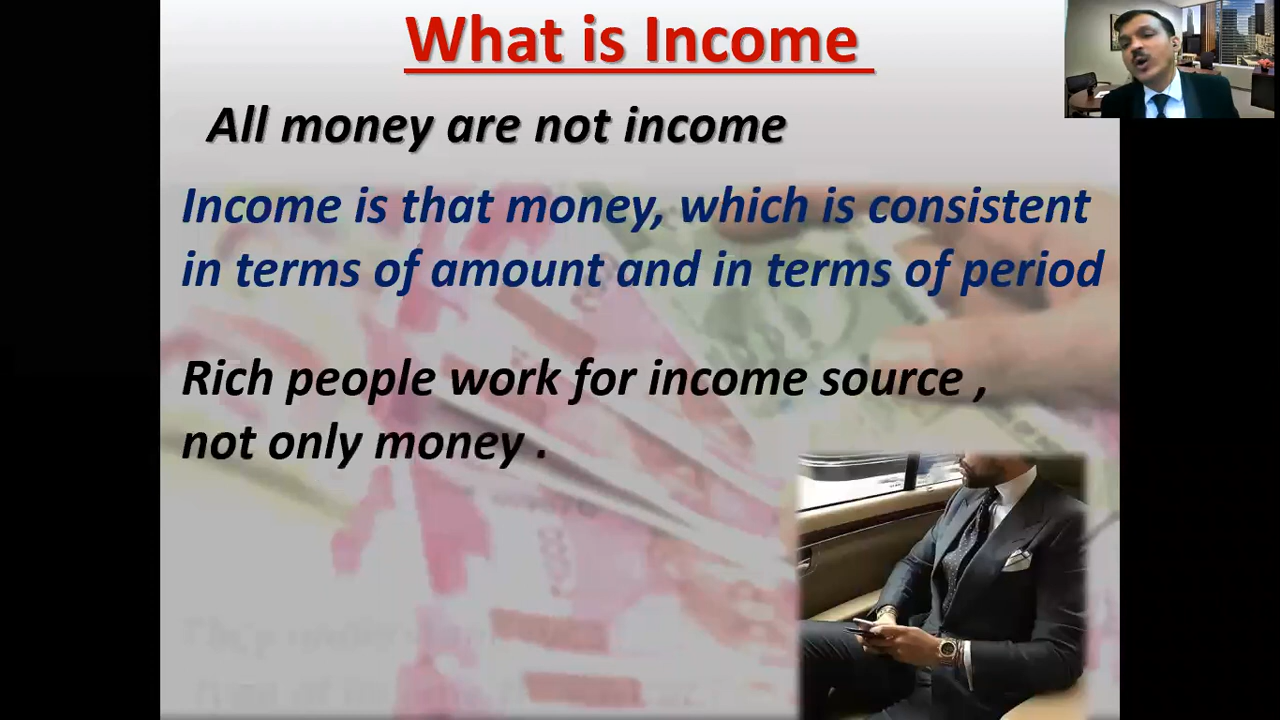 What is Income
All money are not income
Income is that money, which is consistent
in terms of amount and in terms of period
Rich people work for income source ,
not only money .